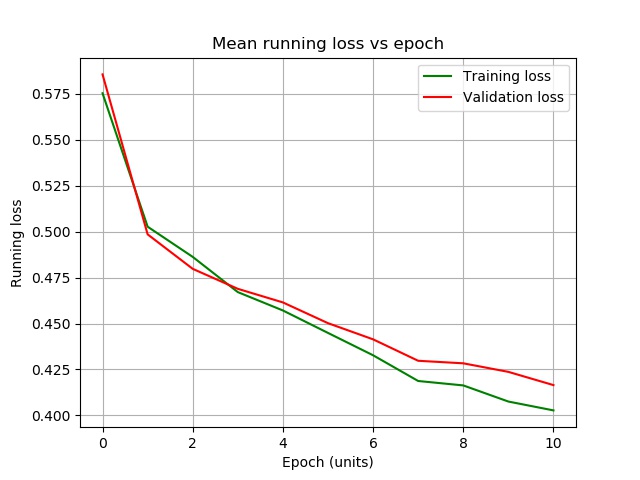 Mean running loss vs epoch
Training loss
Validation loss
0.575
0.550
0.525
0.500
0.475
0.450
0.425
0.400
Running loss
0 2 4 6 8 10
Epoch (units)